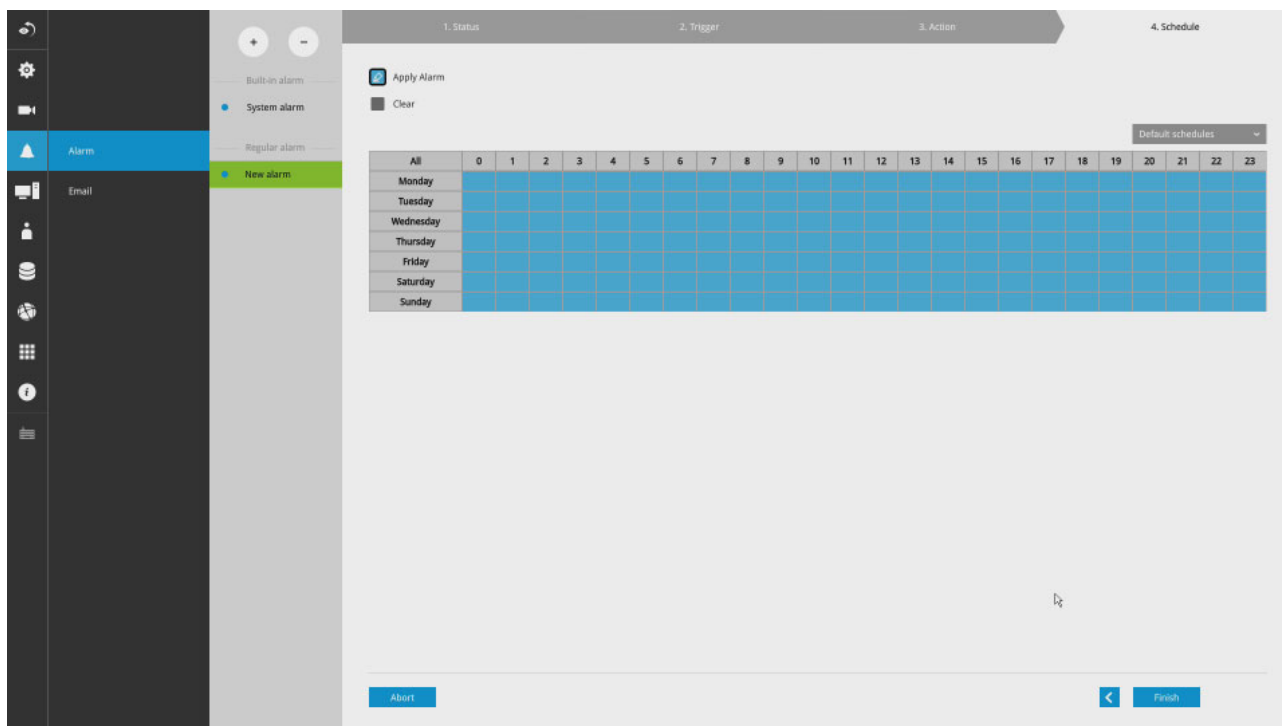 1. Status
2. Trigger
3. Action
4. Schedule
+
-
Built-in alarm
System alarm
Regular alarm
New alarm
Alarm
Email
Apply Alarm
Clear
Default schedules
All 0 1 2 3 4 5 6 7 8 9 10 11 12 13 14 15 16 17 18 19 20 21 22 23
Monday
Tuesday
Wednesday
Thursday
Friday
Saturday
Sunday
Abort
Finish